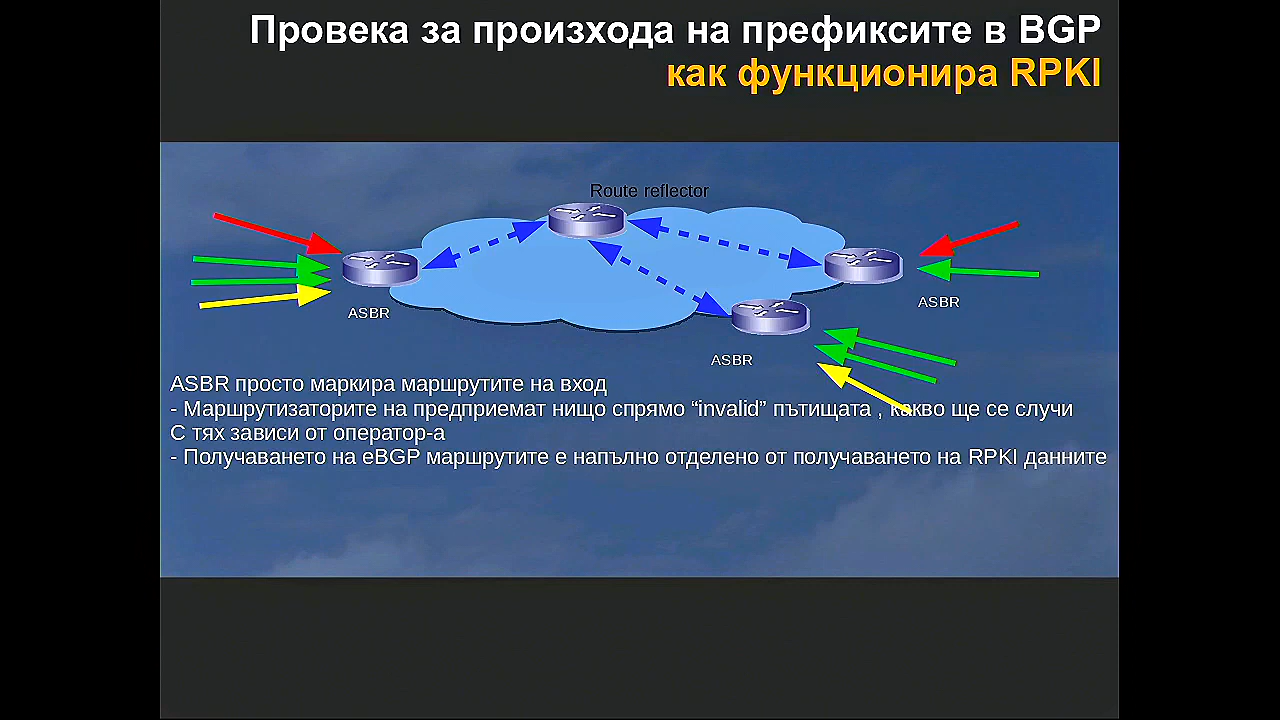 Провека за произхода на префиксите в BGP
как функционира RPKI
Route reflector
ASBR
ASBR
ASBR
ASBR просто маркира маршрутите на вход
- Маршрутизаторите на предприемат нищо спрямо “invalid” пътищата , какво ще се случи
С тях зависи от оператор-а
- Получаването на eBGP маршрутите е напълно отделено от получаването на RPKI данните